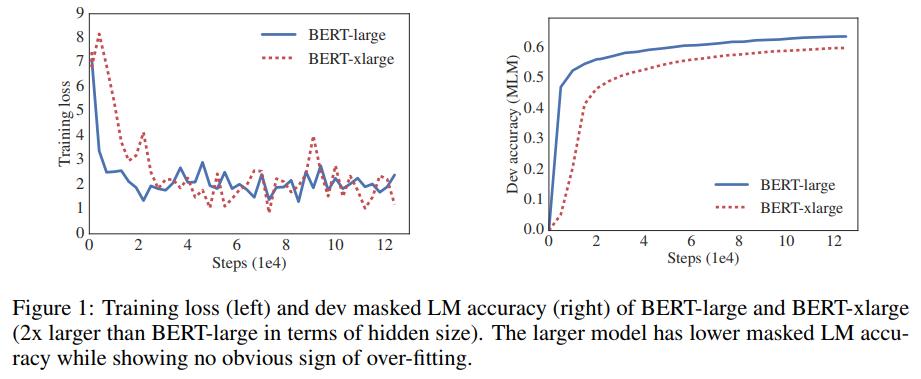 9
8
7
6
5
4
3
2
1
0
Training loss
BERT-large
BERT-xlarge
0 2 4 6 8 10 12
Steps (1e4)
0.6
0.5
0.4
0.3
0.2
0.1
0.0
Dev accuracy (MLM)
BERT-large
BERT-xlarge
0 2 4 6 8 10 12
Steps (1e4)
Figure 1: Training loss (left) and dev masked LM accuracy (right) of BERT-large and BERT-xlarge
(2x larger than BERT-large in terms of hidden size). The larger model has lower masked LM accu-
racy while showing no obvious sign of over-fitting.